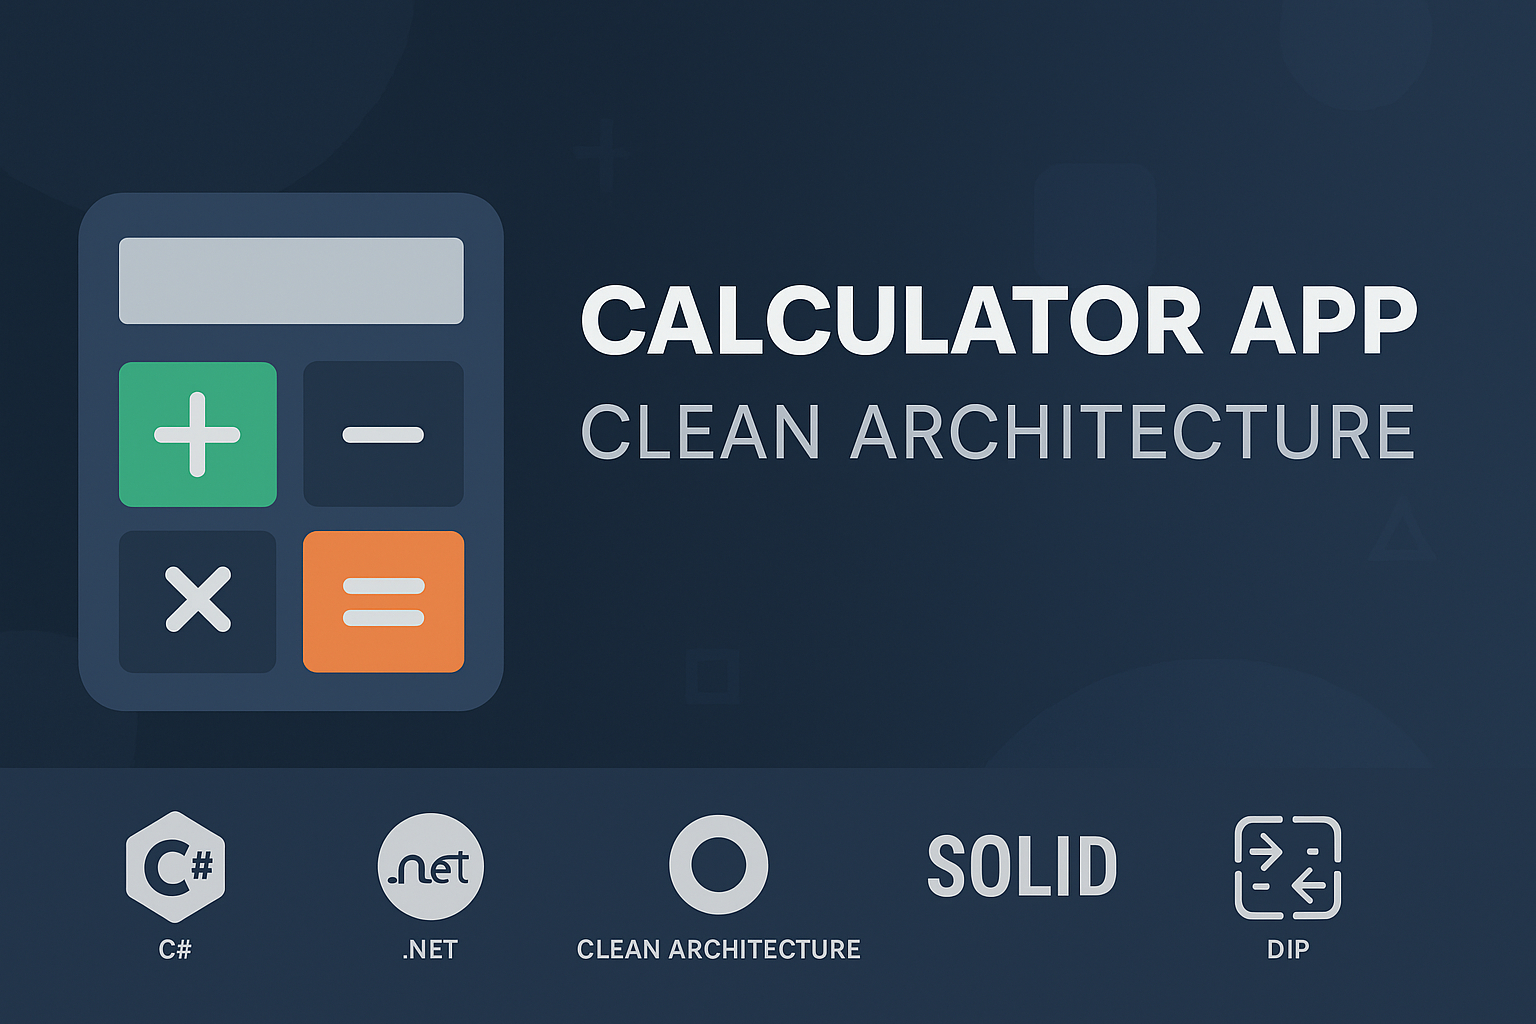 CALCULATOR APP
CLEAN ARCHITECTURE
C#
.net
SOLID
C#
.NET
CLEAN ARCHITECTURE
DIP